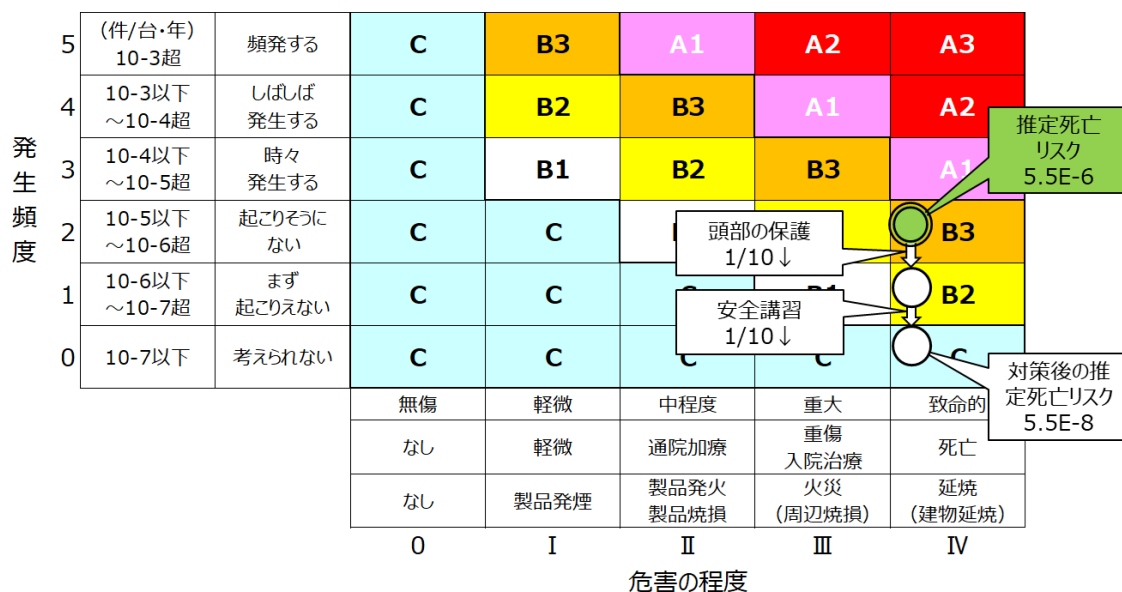 (件/台・年)
10-3超
頻発する
5
C
B3
A1
A2
A3
4
10-3以下
～10-4超
しばしば
発生する
C
B2
B3
A1
A2
推定死亡
リスク
5.5E-6
発生頻度
3
10-4以下
～10-5超
時々
発生する
C
B1
B2
B3
A1
2
10-5以下
～10-6超
起こりそうに
ない
C
C
頭部の保護
1/10↓
B3
1
10-6以下
～10-7超
まず
起こりえない
C
C
安全講習
1/10↓
B2
0
10-7以下
考えられない
C
C
C
C
C
対策後の推
定死亡リスク
5.5E-8
無傷
軽微
中程度
重大
致命的
なし
軽微
通院加療
重傷
入院治療
死亡
なし
製品発煙
製品発火
製品焼損
火災
(周辺焼損)
延焼
(建物延焼)
0
Ⅰ
Ⅱ
Ⅲ
Ⅳ
危害の程度